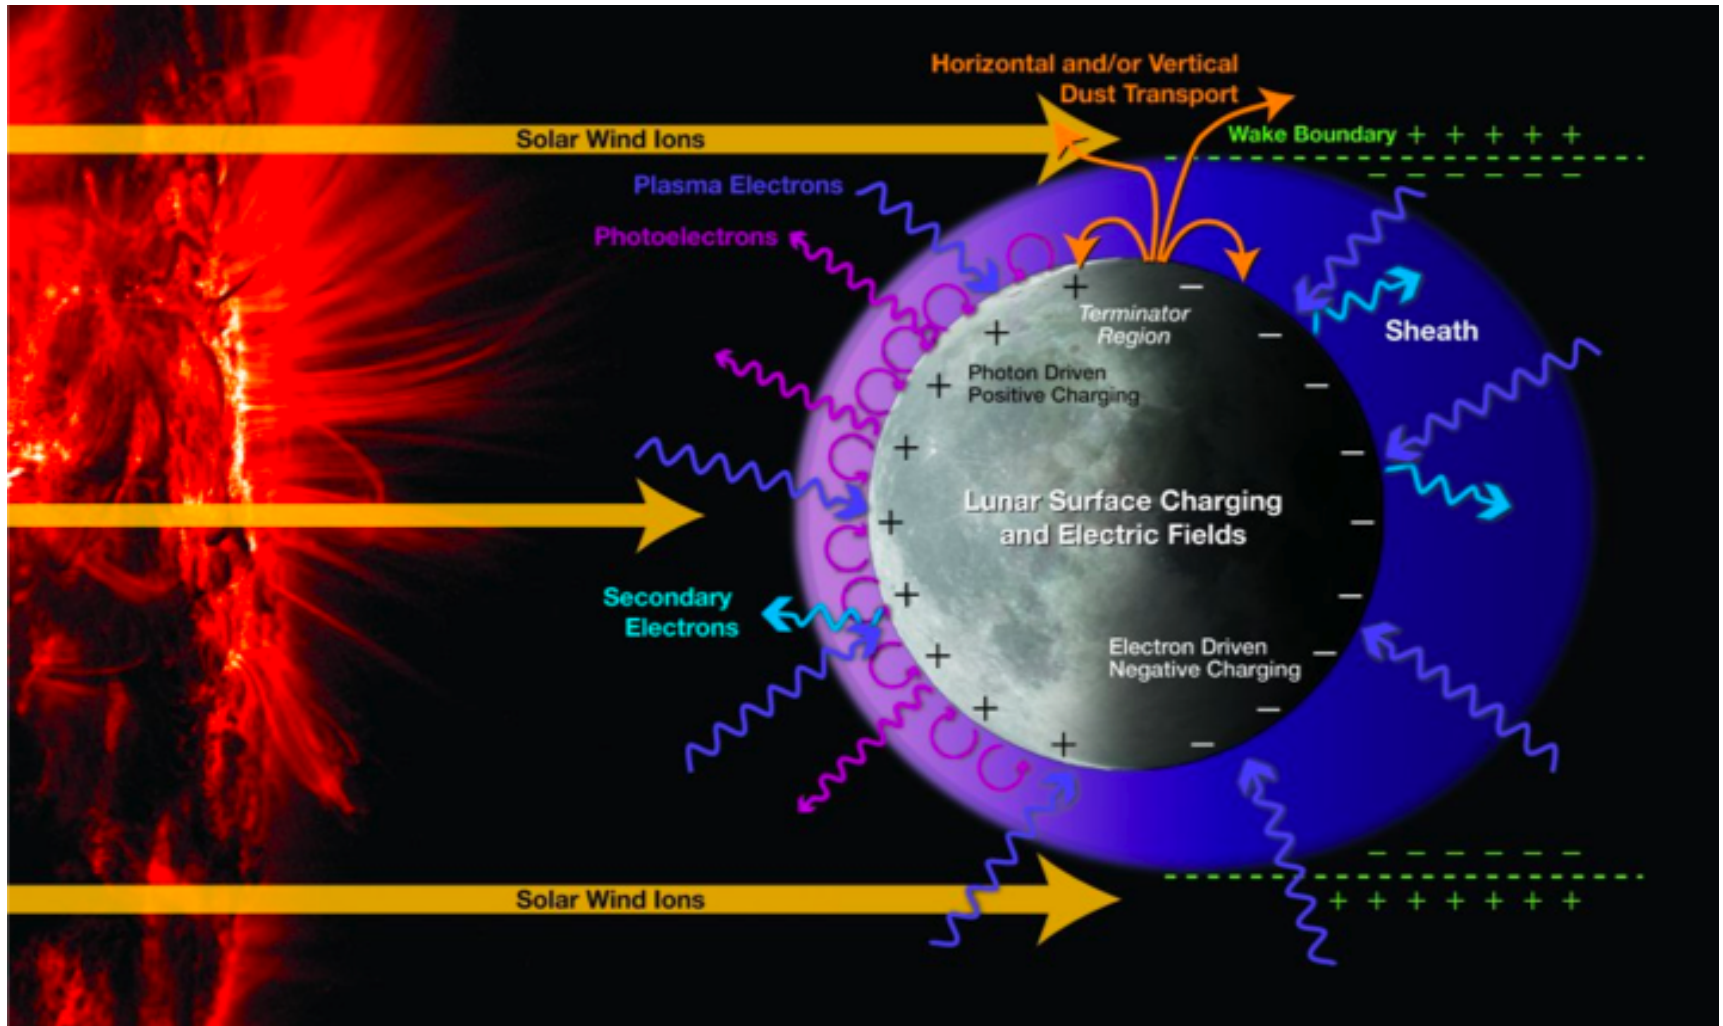 Horizontal and/or Vertical
Dust Transport
Solar Wind Ions
Wake Boundary + + + + +
− − − − − −
Plasma Electrons
Photoelectrons
+ −
Terminator
Region
+ −
Sheath
Photon Driven
Positive Charging
+ −
+ −
Lunar Surface Charging
and Electric Fields
+ −
Secondary
Electrons
+ −
Electron Driven
Negative Charging
+ −
+ −
+ −
− − − − − −
Solar Wind Ions
+ + + + + + +